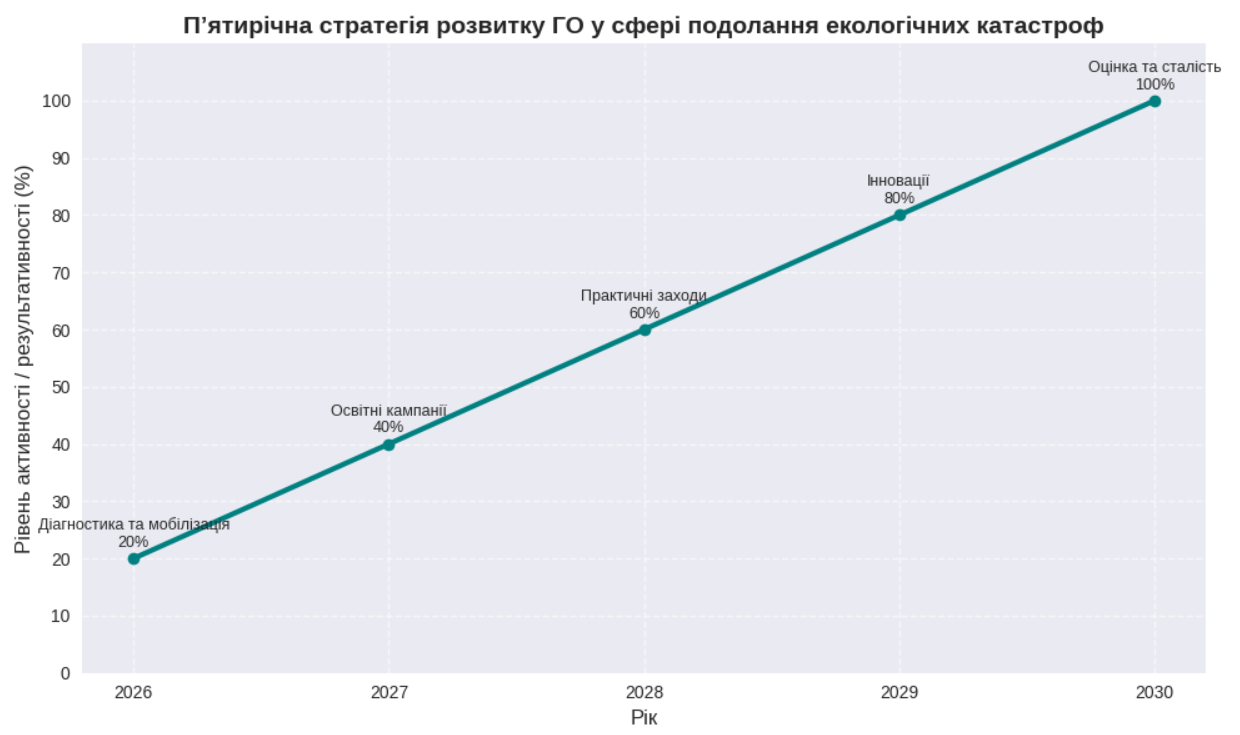 П’ятирічна стратегія розвитку ГО у сфері подолання екологічних катастроф
Оцінка та сталість
100%
Інновації
80%
Практичні заходи
60%
Освітні кампанії
40%
Діагностика та мобілізація
20%
Рівень активності / результативності (%)
100
90
80
70
60
50
40
30
20
10
0
2026 2027 2028 2029 2030
Рік